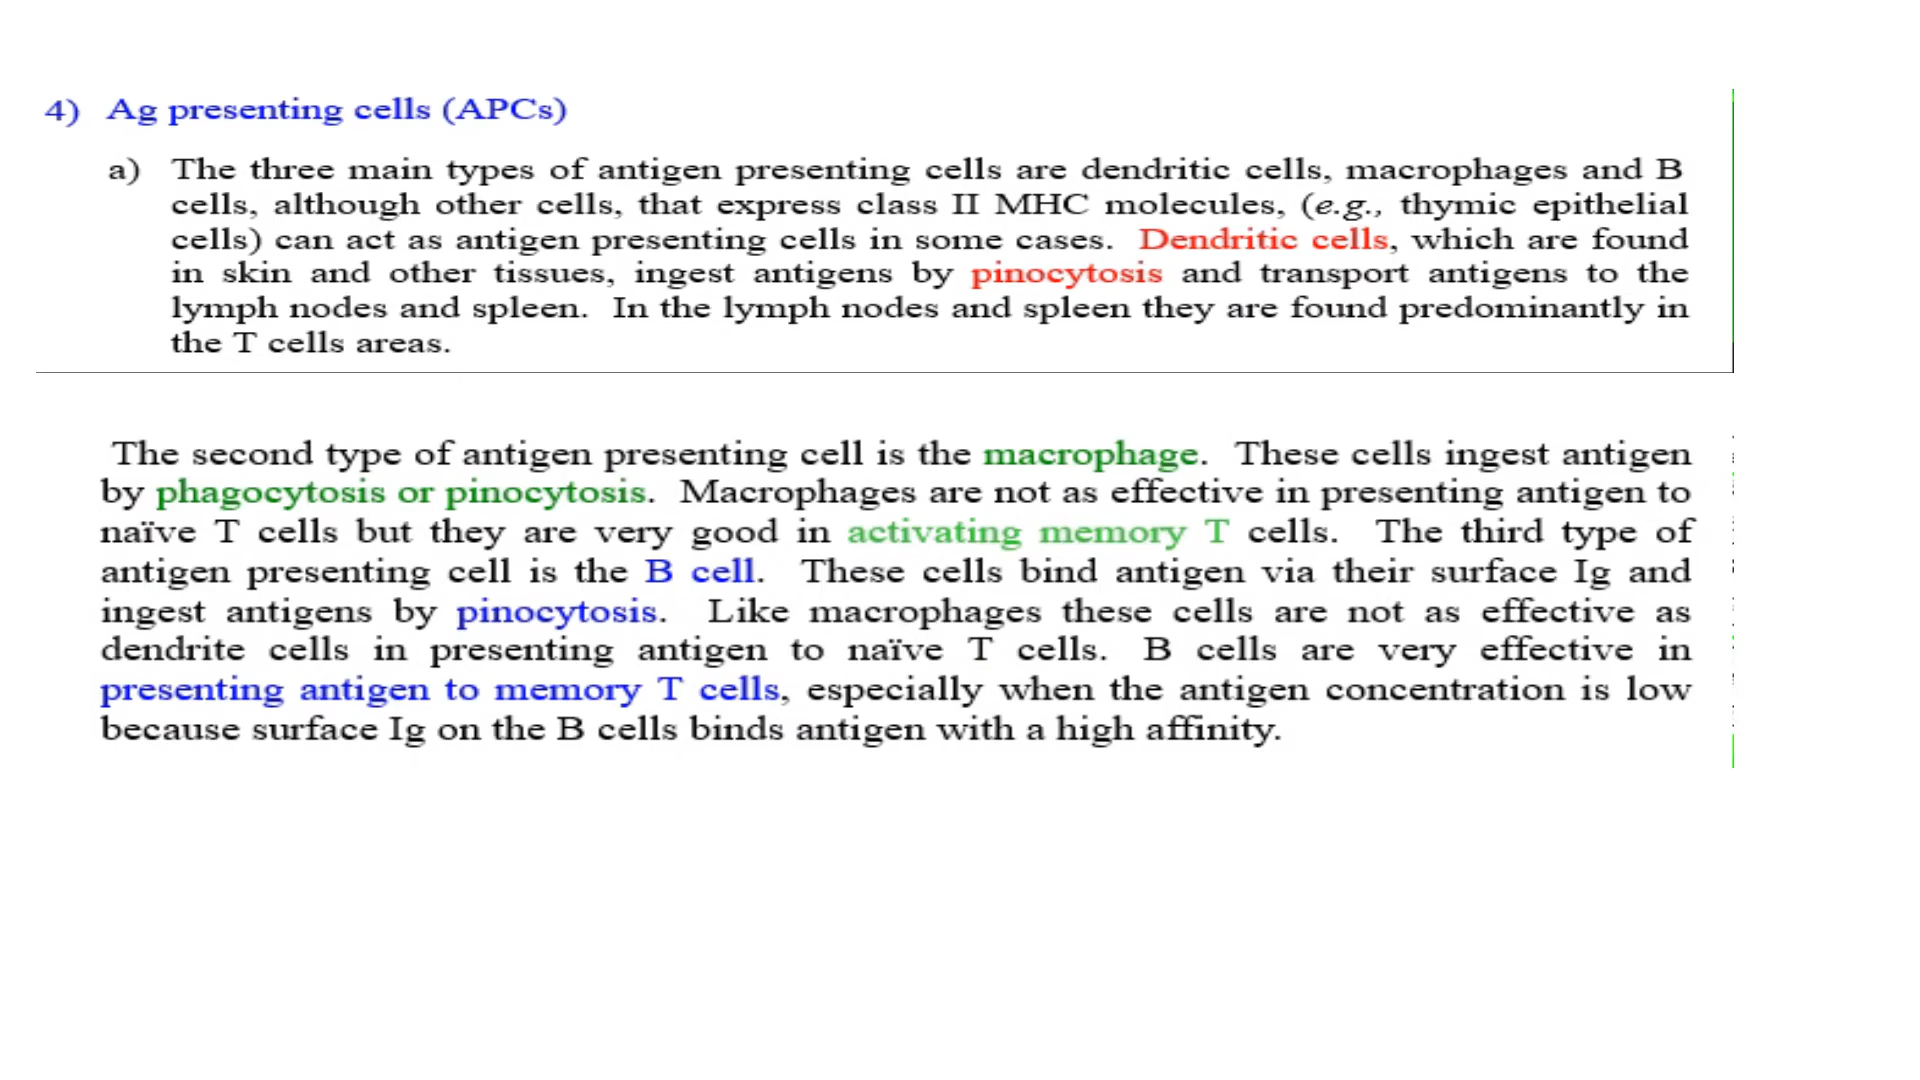 4) Ag presenting cells (APCs)
a) The three main types of antigen presenting cells are dendritic cells, macrophages and B
cells, although other cells, that express class II MHC molecules, (e.g., thymic epithelial
cells) can act as antigen presenting cells in some cases. Dendritic cells, which are found
in skin and other tissues, ingest antigens by pinocytosis and transport antigens to the
lymph nodes and spleen. In the lymph nodes and spleen they are found predominantly in
the T cells areas.
The second type of antigen presenting cell is the macrophage. These cells ingest antigen
by phagocytosis or pinocytosis. Macrophages are not as effective in presenting antigen to
naïve T cells but they are very good in activating memory T cells. The third type of
antigen presenting cell is the B cell. These cells bind antigen via their surface Ig and
ingest antigens by pinocytosis. Like macrophages these cells are not as effective as
dendrite cells in presenting antigen to naïve T cells. B cells are very effective in
presenting antigen to memory T cells, especially when the antigen concentration is low
because surface Ig on the B cells binds antigen with a high affinity.